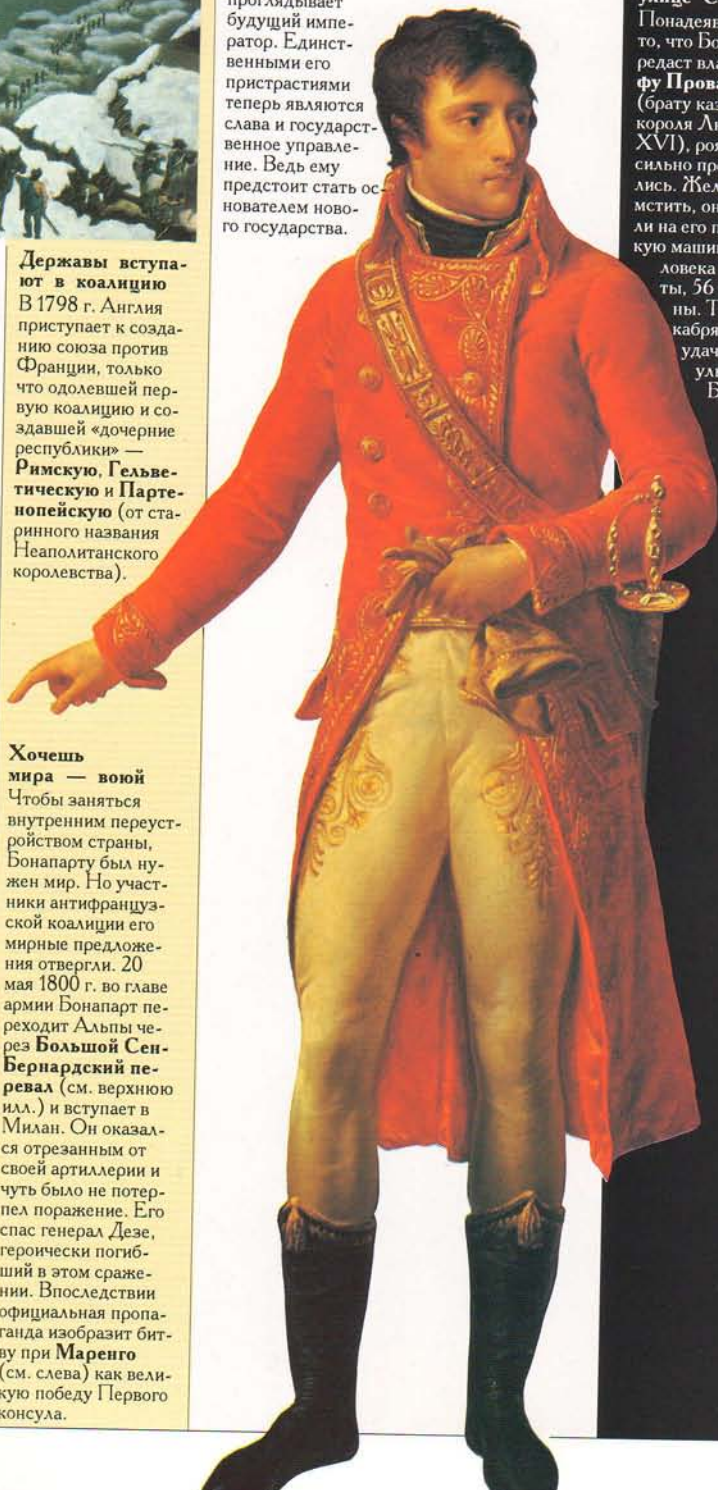 Державы вступа-
ют в коалицию
В 1798 г. Англия
приступает к созда-
нию союза против
Франции, только
что одолевшей пер-
вую коалицию и со-
здавшей «дочерние
республики» —
Римскую, Гельве-
тическую и Парте-
нопейскую (от ста-
ринного названия
Неаполитанского
королевства).
Хочешь
мира — воюй
Чтобы заняться
внутренним переуст-
ройством страны,
Бонапарту был ну-
жен мир. Но участ-
ники антифранцуз-
ской коалиции его
мирные предложе-
ния отвергли. 20
мая 1800 г. во главе
армии Бонапарт пе-
реходит Альпы че-
рез Большой Сен-
Бернардский пе-
ревал (см. верхнюю
илл.) и вступает в
Милан. Он оказал-
ся отрезанным от
своей артиллерии и
чуть было не потер-
пел поражение. Его
спас генерал Дезе,
героически погиб-
ший в этом сраже-
нии. Впоследствии
официальная пропа-
ганда изобразит бит-
ву при Маренго
(см. слева) как вели-
кую победу Первого
консула.
проглядывает
будущий импе-
ратор. Единст-
венными его
пристрастиями
теперь являются
слава и государст-
венное управле-
ние. Ведь ему
предстоит стать ос-
нователем ново-
го государства.
Понадеяв
то, что Бо
редаст вла
фу Прова
(брату каз
короля Лю
XVI), роя
сильно про
лись. Жел
мстить, он
ли на его п
кую машин
ловека
ты, 56
ны. Т
кабря
удач
ули
Б